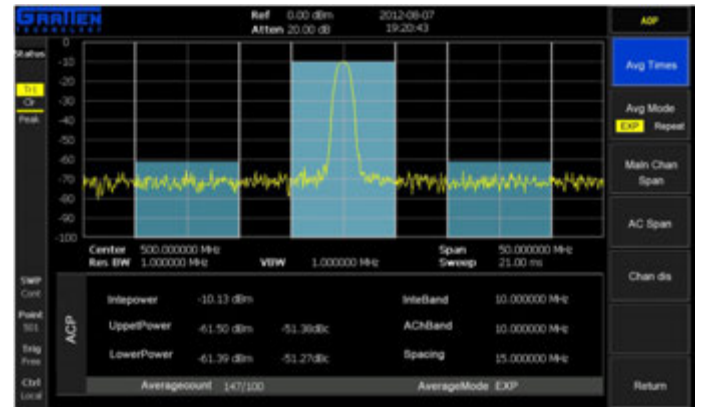 GRATTEN
TECHNOLOGY
Ref 0.00 dBm 2012-08-07
Atten 20.00 dB 19:20:43
ACP
Status
Tr1
Clr
Peak
0
-10
-20
-30
-40
-50
-60
-70
-80
-90
-100
Avg Times
Avg Mode
EXP Repeat
Main Chan
Span
AC Span
Chan dis
Return
Center 500.000000 MHz Span 50.000000 MHz
Res BW 1.000000 MHz VBW 1.000000 MHz Sweep 21.00 ms
SWP
Cont
Point
501
Trig
Free
Ctrl
Local
ACP
Intepower -10.13 dBm InteBand 10.000000 MHz
UppetPower -61.50 dBm -51.38dBc AChBand 10.000000 MHz
LowerPower -61.39 dBm -51.27dBc Spacing 15.000000 MHz
Averagecount 147/100 AverageMode EXP